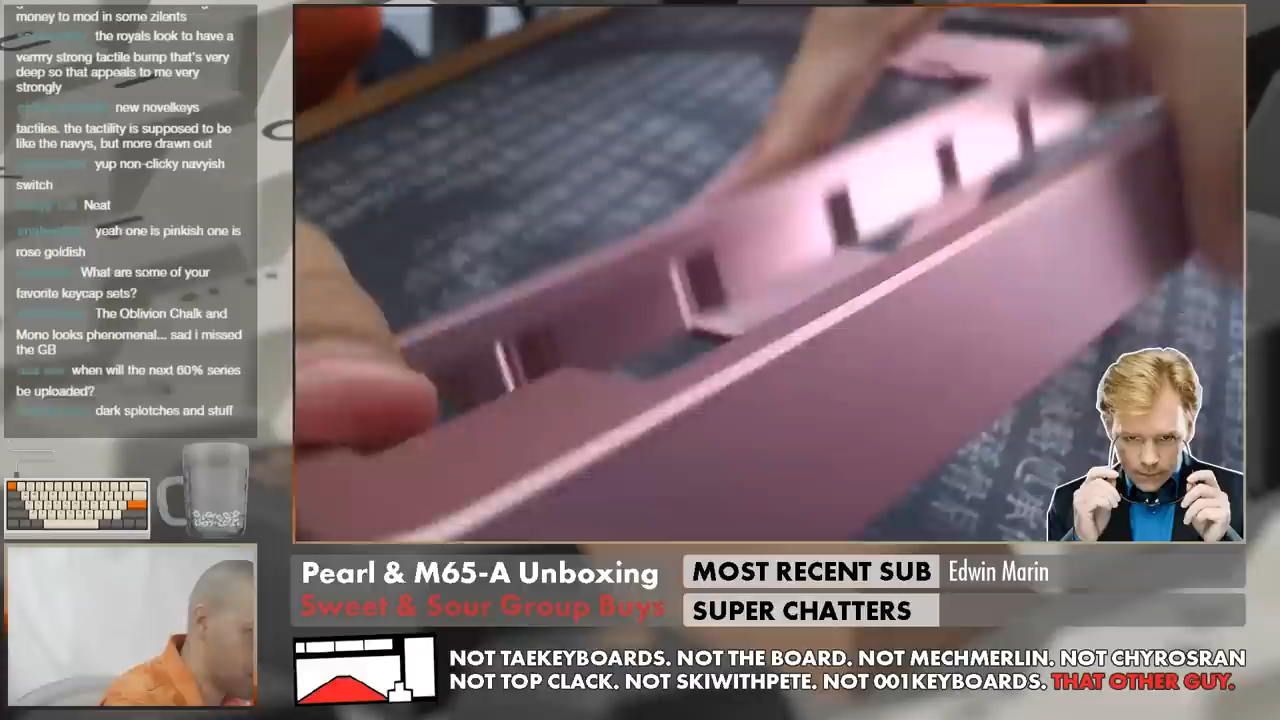 money to mod in some zilents
the royals look to have a
verrry strong tactile bump that's very
deep so that appeals to me very
strongly
new novelkeys
tactiles. the tactility is supposed to be
like the navys, but more drawn out
yup non-clicky navyish
switch
Neat
yeah one is pinkish one is
rose goldish
What are some of your
favorite keycap sets?
The Oblivion Chalk and
Mono looks phenomenal... sad i missed
the GB
when will the next 60% series
be uploaded?
dark splotches and stuff
Pearl & M65-A Unboxing
Sweet & Sour Group Buys
MOST RECENT SUB Edwin Marin
SUPER CHATTERS
NOT TAEKEYBOARDS. NOT THE BOARD. NOT MECHMERLIN. NOT CHYROSRAN
NOT TOP CLACK. NOT SKIWITHPETE. NOT 001KEYBOARDS. THAT OTHER GUY.